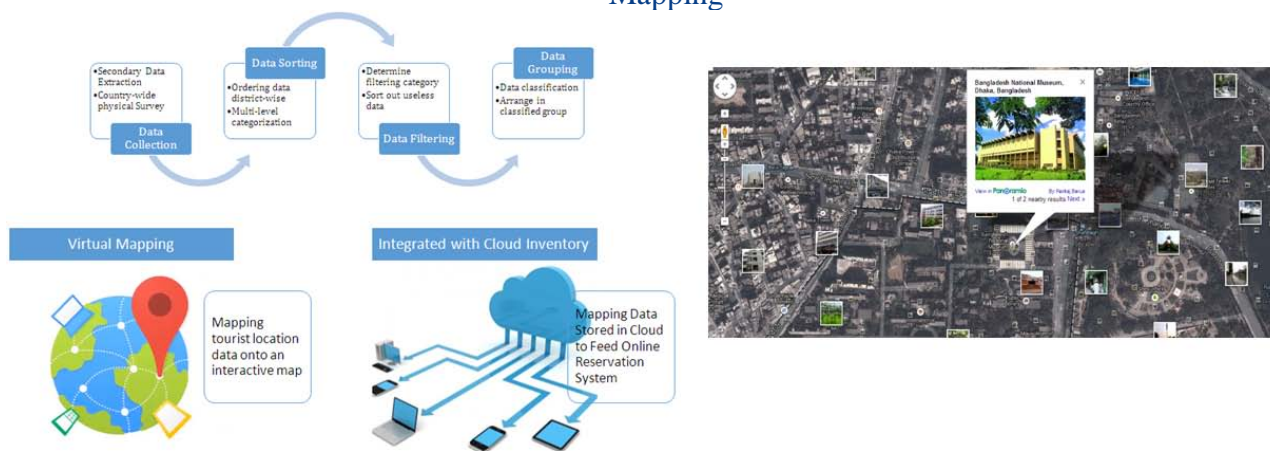 Mapping
•Secondary Data
Extraction
•Country-wide
physical Survey
Data
Collection
Data Sorting
•Ordering data
district-wise
•Multi-level
categorization
•Determine
filtering category
•Sort out useless
data
Data Filtering
Data
Grouping
•Data classification
•Arrange in
classified group
Virtual Mapping
Mapping
tourist location
data onto an
interactive map
Integrated with Cloud Inventory
Mapping Data
Stored in Cloud
to Feed Online
Reservation
System
Bangladesh National Museum,
Dhaka, Bangladesh
View in Panoramio
1 of 2 nearby results Next »